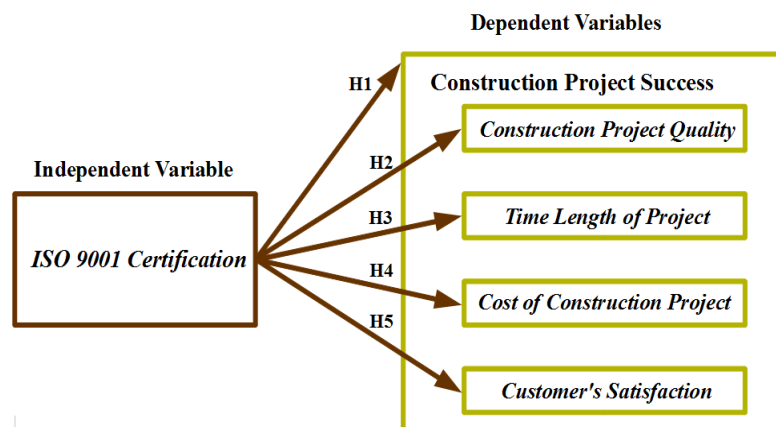 Dependent Variables
Construction Project Success
H1
Construction Project Quality
H2
Independent Variable
H3
Time Length of Project
ISO 9001 Certification
H4
Cost of Construction Project
H5
Customer's Satisfaction